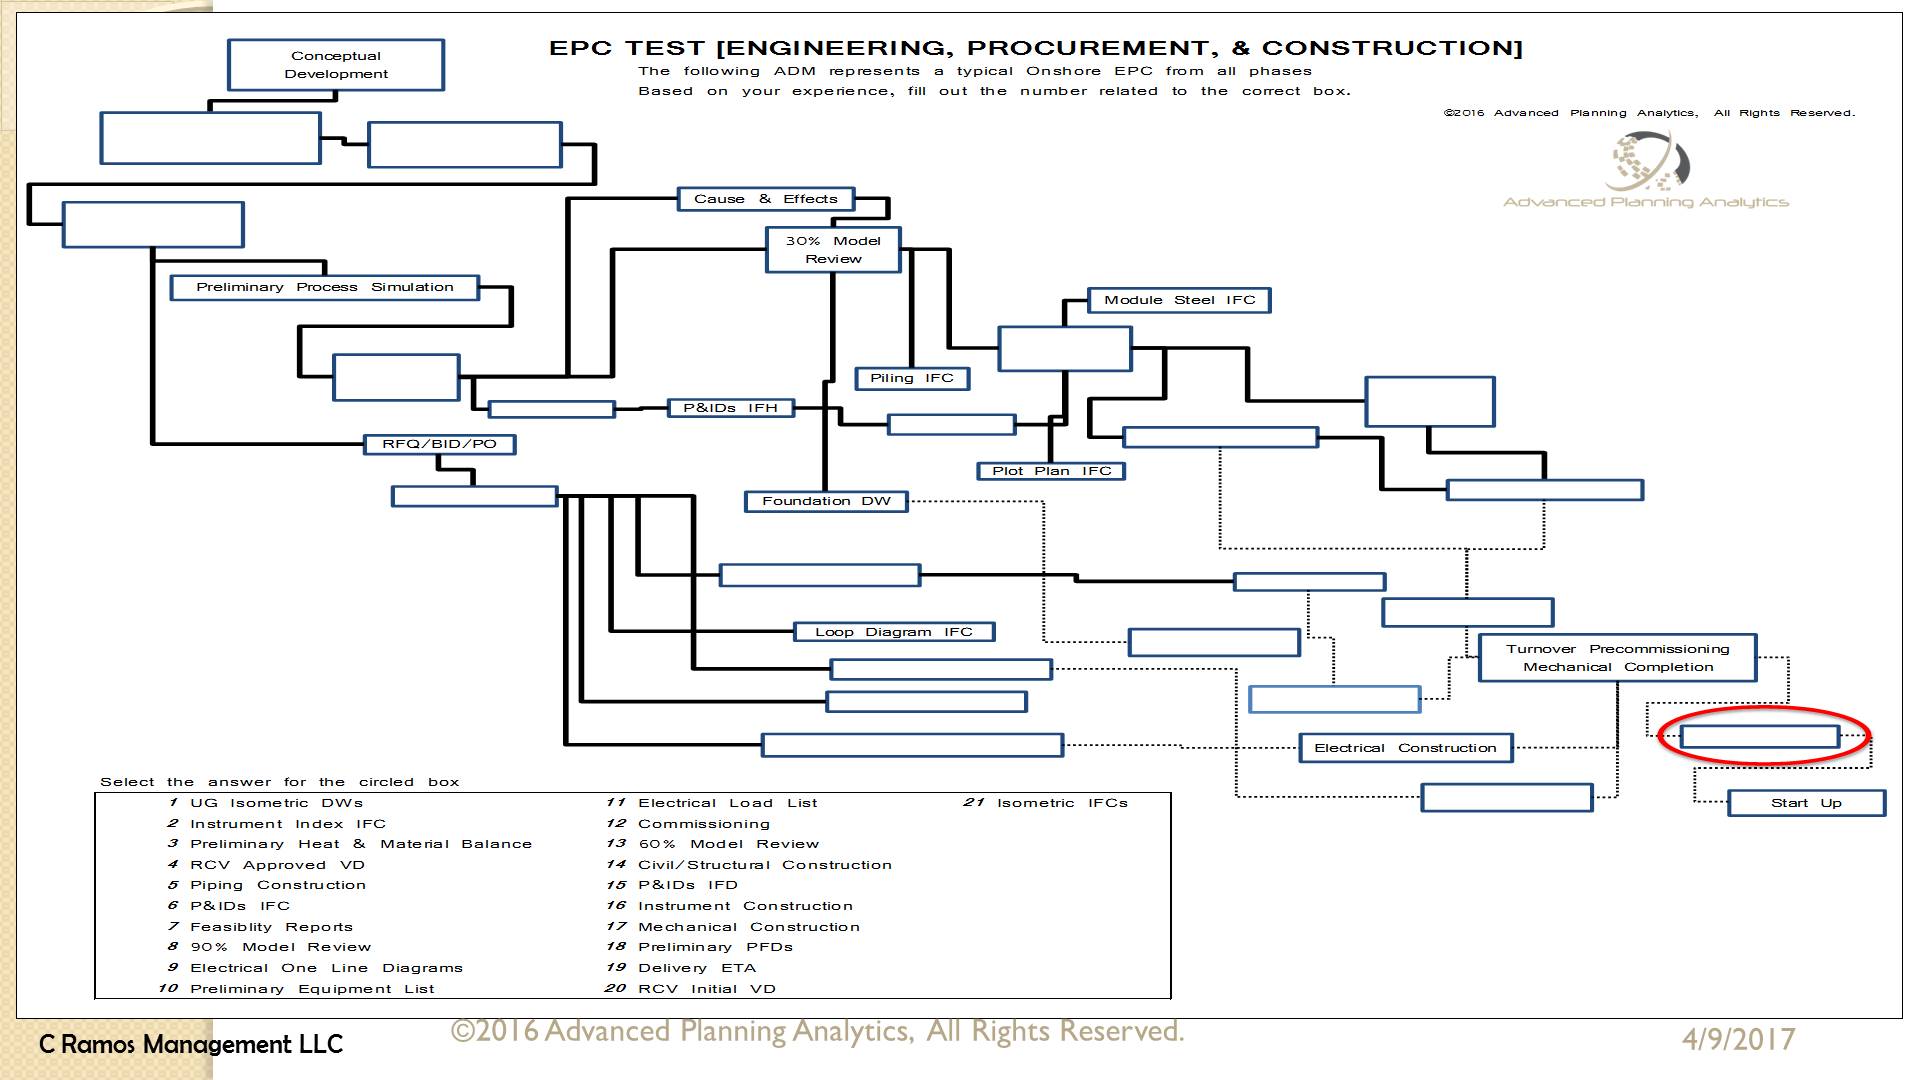 EPC TEST [ENGINEERING, PROCUREMENT, & CONSTRUCTION]
The following ADM represents a typical Onshore EPC from all phases
Based on your experience, fill out the number related to the correct box.
©2016 Advanced Planning Analytics, All Rights Reserved.
Advanced Planning Analytics
Conceptual
Development
Cause & Effects
30% Model
Review
Preliminary Process Simulation
Module Steel IFC
Piling IFC
P&IDs IFH
RFQ/BID/PO
Plot Plan IFC
Foundation DW
Loop Diagram IFC
Turnover Precommissioning
Mechanical Completion
Electrical Construction
Start Up
Select the answer for the circled box
1 UG Isometric DWs
2 Instrument Index IFC
3 Preliminary Heat & Material Balance
4 RCV Approved VD
5 Piping Construction
6 P&IDs IFC
7 Feasiblity Reports
8 90% Model Review
9 Electrical One Line Diagrams
10 Preliminary Equipment List
11 Electrical Load List
12 Commissioning
13 60% Model Review
14 Civil/Structural Construction
15 P&IDs IFD
16 Instrument Construction
17 Mechanical Construction
18 Preliminary PFDs
19 Delivery ETA
20 RCV Initial VD
21 Isometric IFCs
C Ramos Management LLC
©2016 Advanced Planning Analytics, All Rights Reserved.
4/9/2017